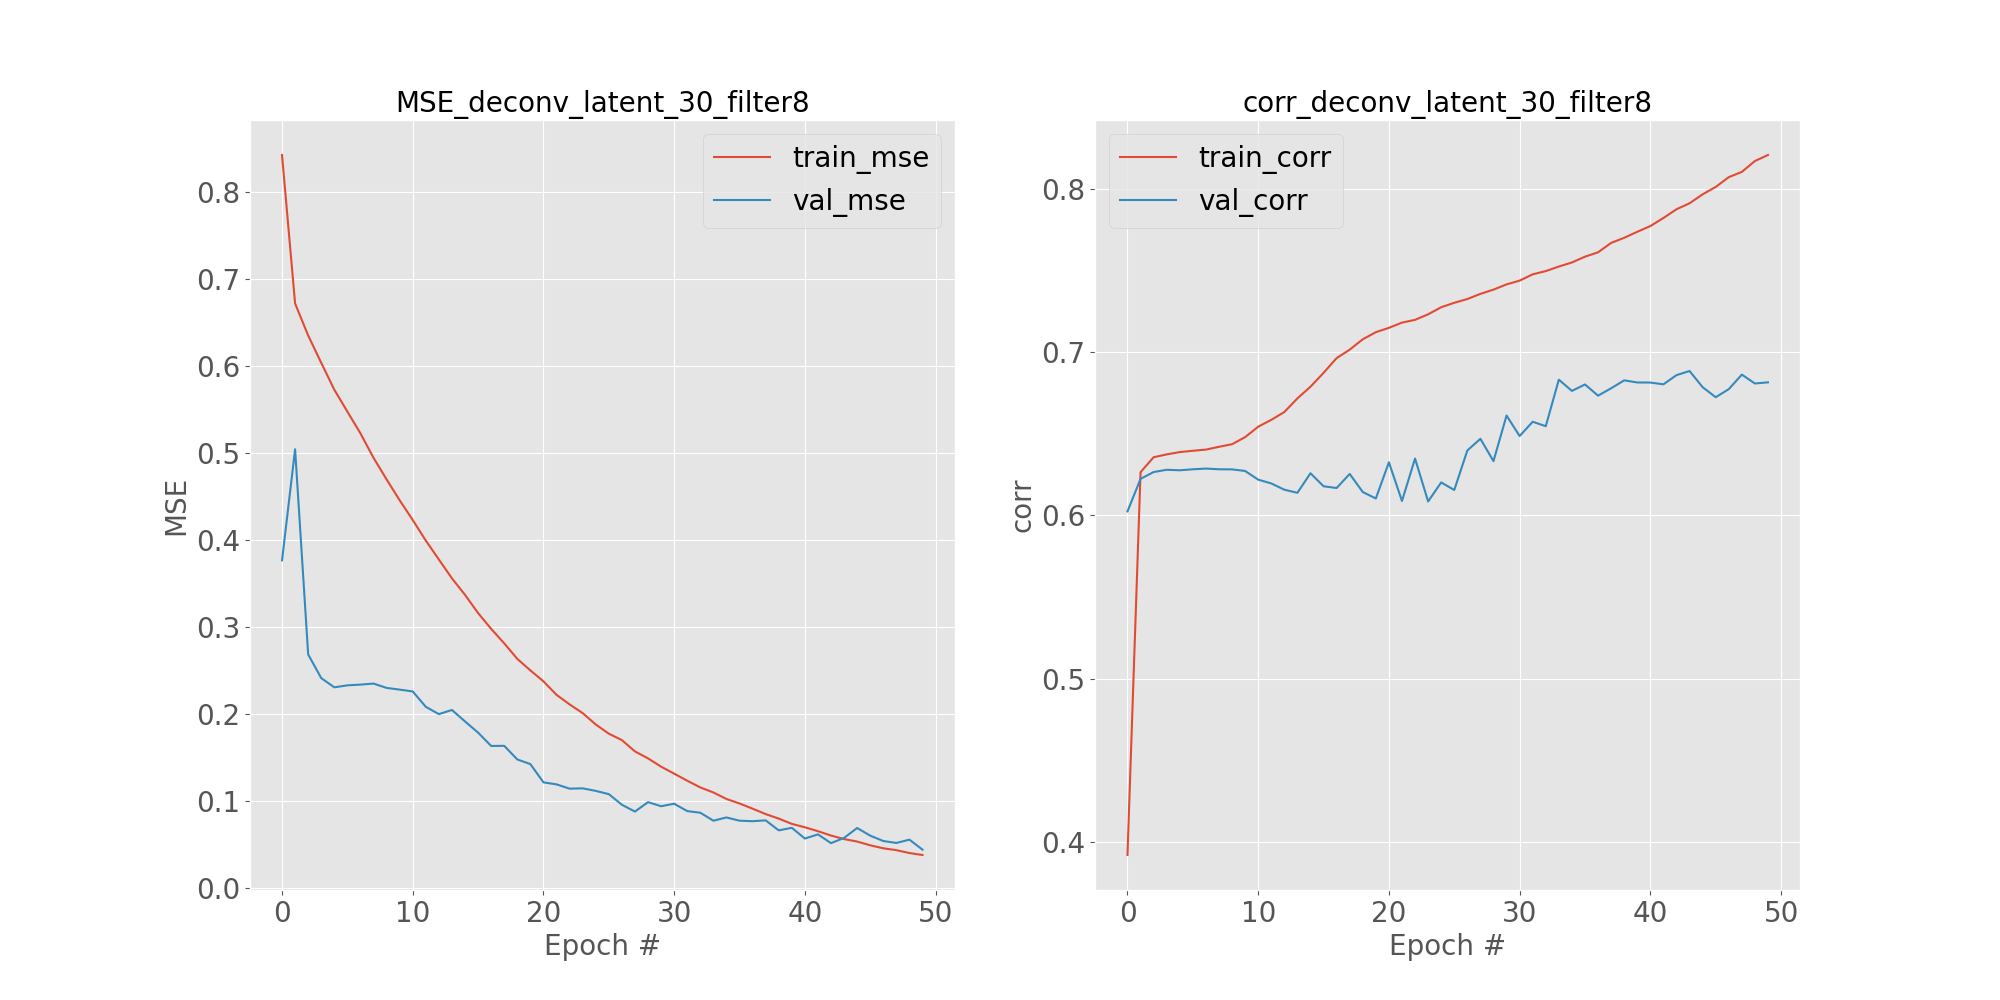 MSE_deconv_latent_30_filter8
train_mse
val_mse
0.8
0.7
0.6
0.5
0.4
0.3
0.2
0.1
0.0
MSE
0 10 20 30 40 50
Epoch #
corr_deconv_latent_30_filter8
train_corr
val_corr
0.8
0.7
0.6
0.5
0.4
corr
0 10 20 30 40 50
Epoch #